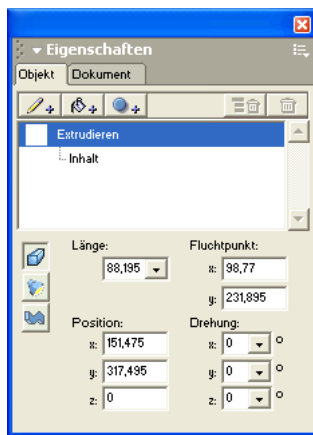 Eigenschaften
Objekt Dokument
Extrudieren
Inhalt
Länge: Fluchtpunkt:
88,195 x: 98,77
y: 231,895
Position: Drehung:
x: 151,475 x: 0 °
y: 317,495 y: 0 °
z: 0 z: 0 °